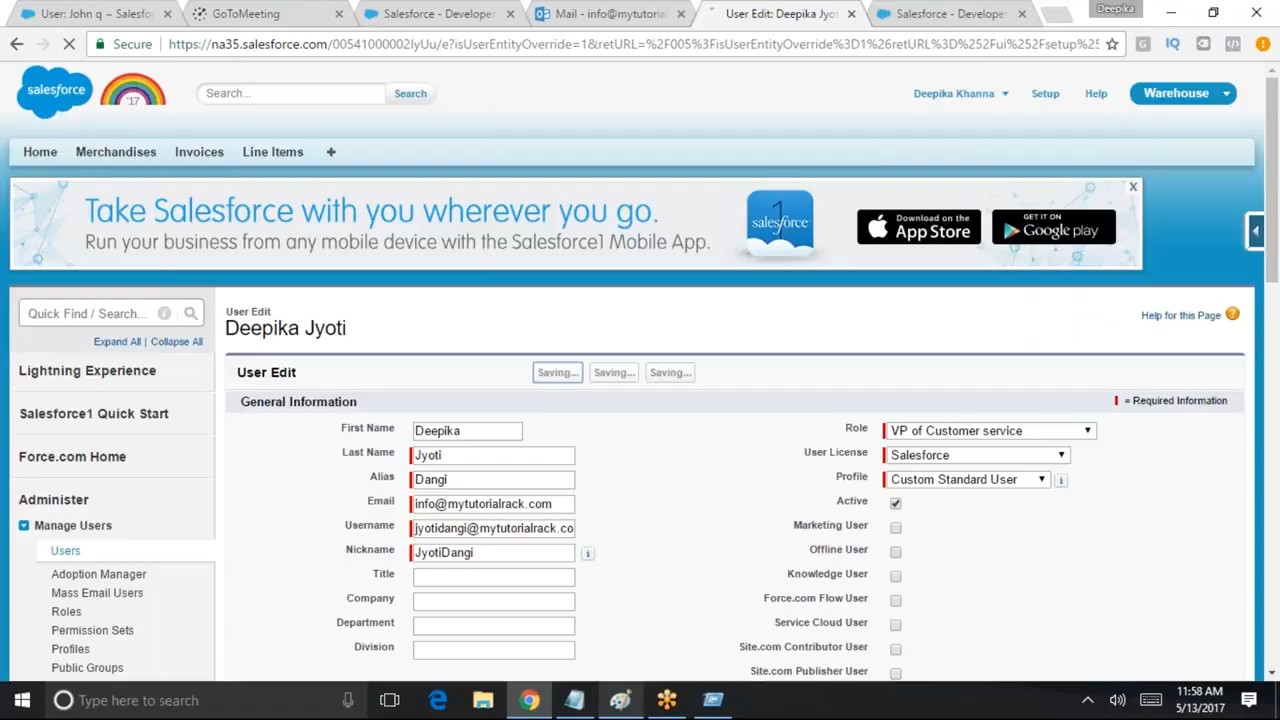 User: John q ~ Salesfo
GoToMeeting
Salesforce - Developer
Mail - info@mytutorial
User Edit: Deepika Jyot
Salesforce - Developer
Deepika
Secure
https://na35.salesforce.com/00541000002IyUu/e?isUserEntityOverride=1&retURL=%2F005%3FisUserEntityOverride%3D1%26retURL%3D%252Fui%252Fsetup%25
salesforce
'17
Search...
Search
Deepika Khanna
Setup
Help
Warehouse
Home
Merchandises
Invoices
Line Items
Take Salesforce with you wherever you go.
Run your business from any mobile device with the Salesforce1 Mobile App.
1
salesforce
Download on the
App Store
GET IT ON
Google play
X
Quick Find / Search...
Expand All | Collapse All
Lightning Experience
Salesforce1 Quick Start
Force.com Home
Administer
Manage Users
Users
Adoption Manager
Mass Email Users
Roles
Permission Sets
Profiles
Public Groups
User Edit
Deepika Jyoti
Help for this Page
User Edit
Saving...
Saving...
Saving...
General Information
= Required Information
First Name
Deepika
Last Name
Jyoti
Alias
Dangi
Email
info@mytutorialrack.com
Username
jyotidangi@mytutorialrack.co
Nickname
JyotiDangi
Title
Company
Department
Division
Role
VP of Customer service
User License
Salesforce
Profile
Custom Standard User
Active
Marketing User
Offline User
Knowledge User
Force.com Flow User
Service Cloud User
Site.com Contributor User
Site.com Publisher User
Type here to search
11:58 AM
5/13/2017